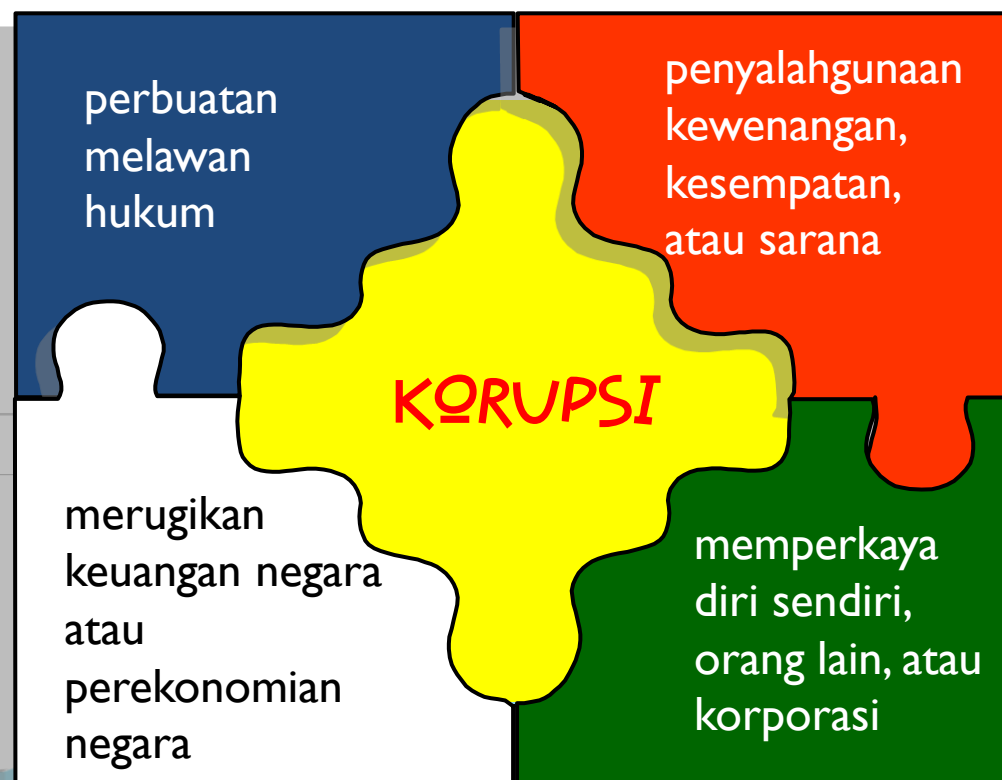 perbuatan
melawan
hukum
penyalahgunaan
kewenangan,
kesempatan,
atau sarana
KORUPSI
merugikan
keuangan negara
atau
perekonomian
negara
memperkaya
diri sendiri,
orang lain, atau
korporasi